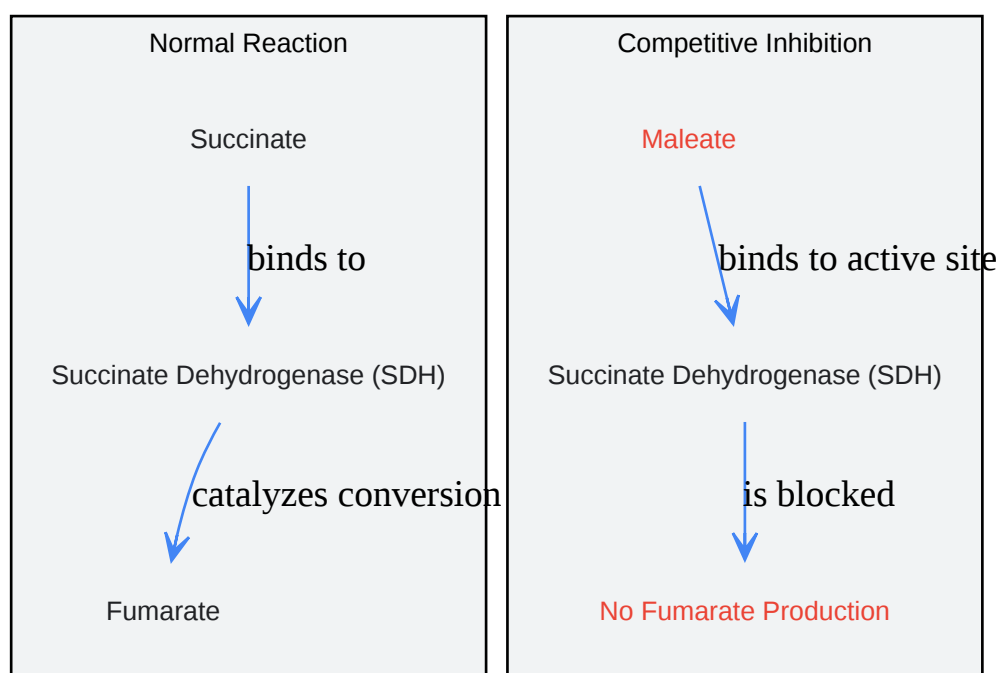 Normal Reaction
Succinate
binds to
Succinate Dehydrogenase (SDH)
catalyzes conversion
Fumarate
Competitive Inhibition
Maleate
binds to active site
Succinate Dehydrogenase (SDH)
is blocked
No Fumarate Production